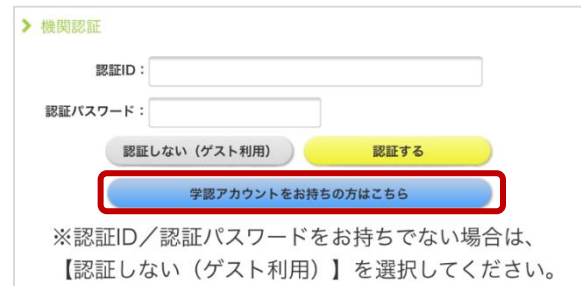 機関認証
認証ID：
認証パスワード：
認証しない（ゲスト利用） 認証する
学認アカウントをお持ちの方はこちら
※認証ID／認証パスワードをお持ちでない場合は、
【認証しない（ゲスト利用）】を選択してください。